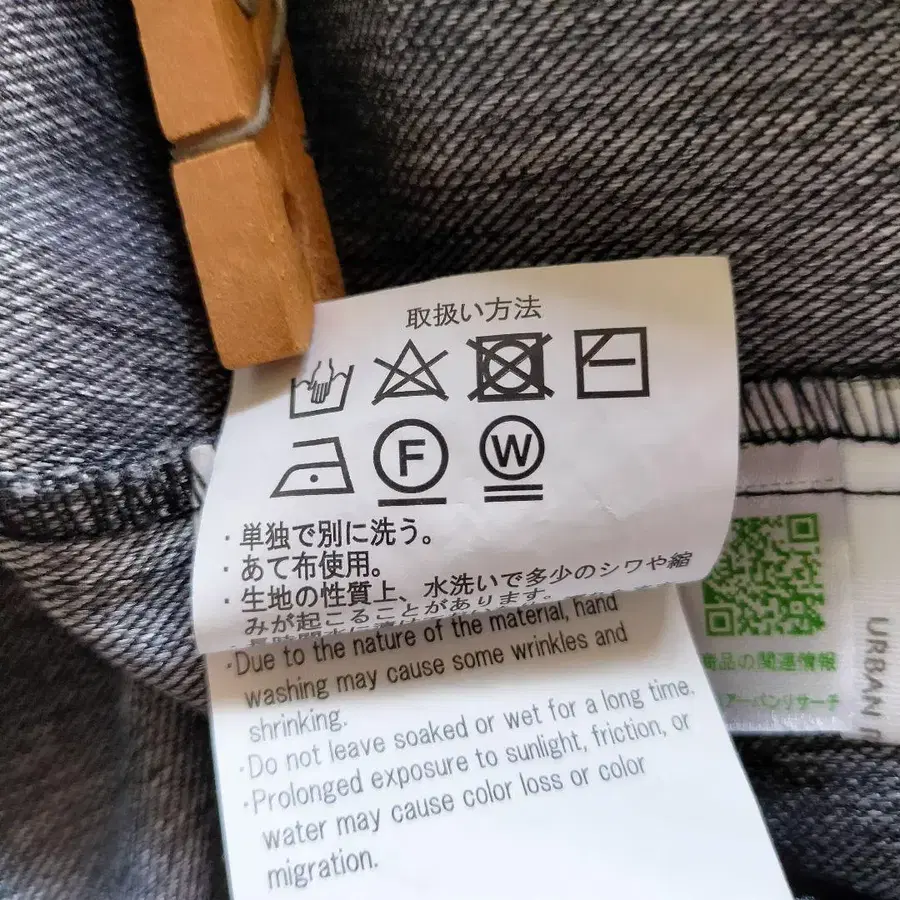 取扱い方法
F W
・単独で別に洗う。
・あて布使用。
・生地の性質上、水洗いで多少のシワや縮
みが起こることがあります。
・Due to the nature of the material, hand
washing may cause some wrinkles and
shrinking.
・Do not leave soaked or wet for a long time.
・Prolonged exposure to sunlight, friction, or
water may cause color loss or color
migration.
商品の関連情報
アーバンリサーチ
URBAN